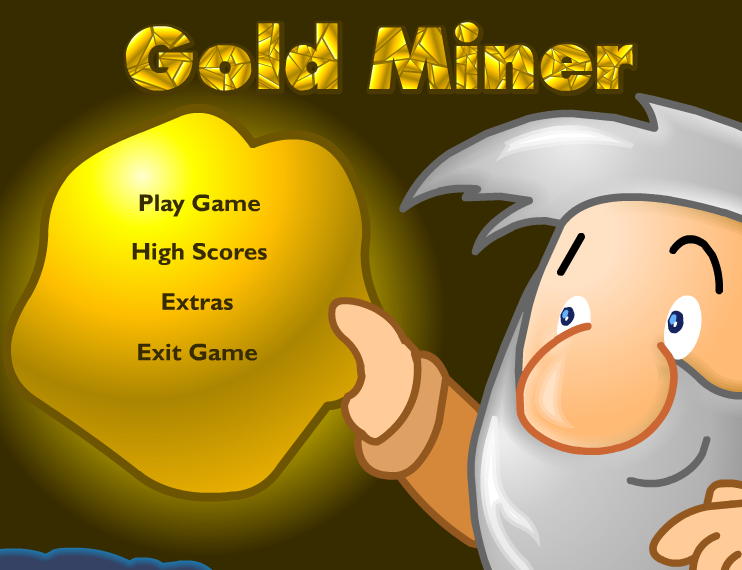 Gold Miner
Play Game
High Scores
Extras
Exit Game